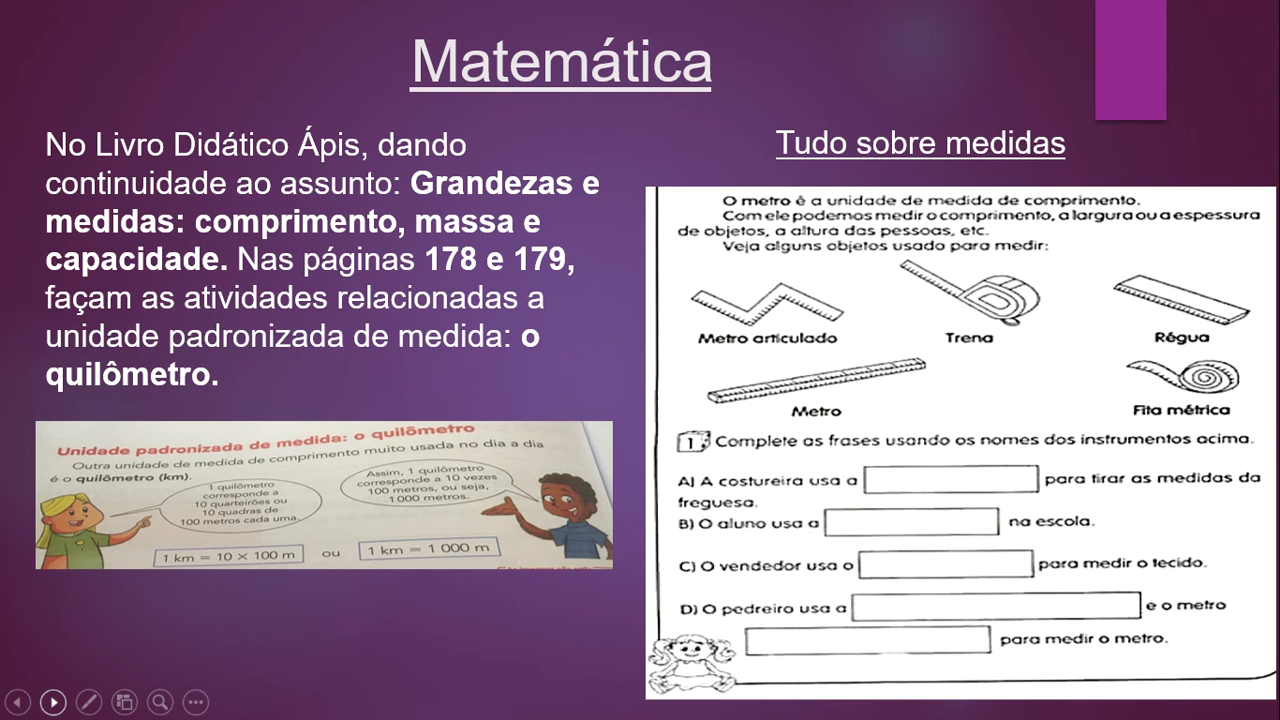 Matemática
No Livro Didático Ápis, dando
continuidade ao assunto: Grandezas e
medidas: comprimento, massa e
capacidade. Nas páginas 178 e 179,
façam as atividades relacionadas a
unidade padronizada de medida: o
quilômetro.
Unidade padronizada de medida: o quilômetro
Outra unidade de medida de comprimento muito usada no dia a dia
é o quilômetro (km).
1 quilômetro
corresponde a
10 quarteirões ou
10 quadras de
100 metros cada uma.
Assim, 1 quilômetro
corresponde a 10 vezes
100 metros, ou seja,
1 000 metros.
1 km = 10 × 100 m ou 1 km = 1 000 m
Tudo sobre medidas
O metro é a unidade de medida de comprimento.
Com ele podemos medir o comprimento, a largura ou a espessura
de objetos, a altura das pessoas, etc.
Veja alguns objetos usado para medir:
Metro articulado
Trena
Régua
Metro
Fita métrica
1 Complete as frases usando os nomes dos instrumentos acima.
A) A costureira usa a para tirar as medidas da
freguesa.
B) O aluno usa a na escola.
C) O vendedor usa o para medir o tecido.
D) O pedreiro usa a e o metro
para medir o metro.